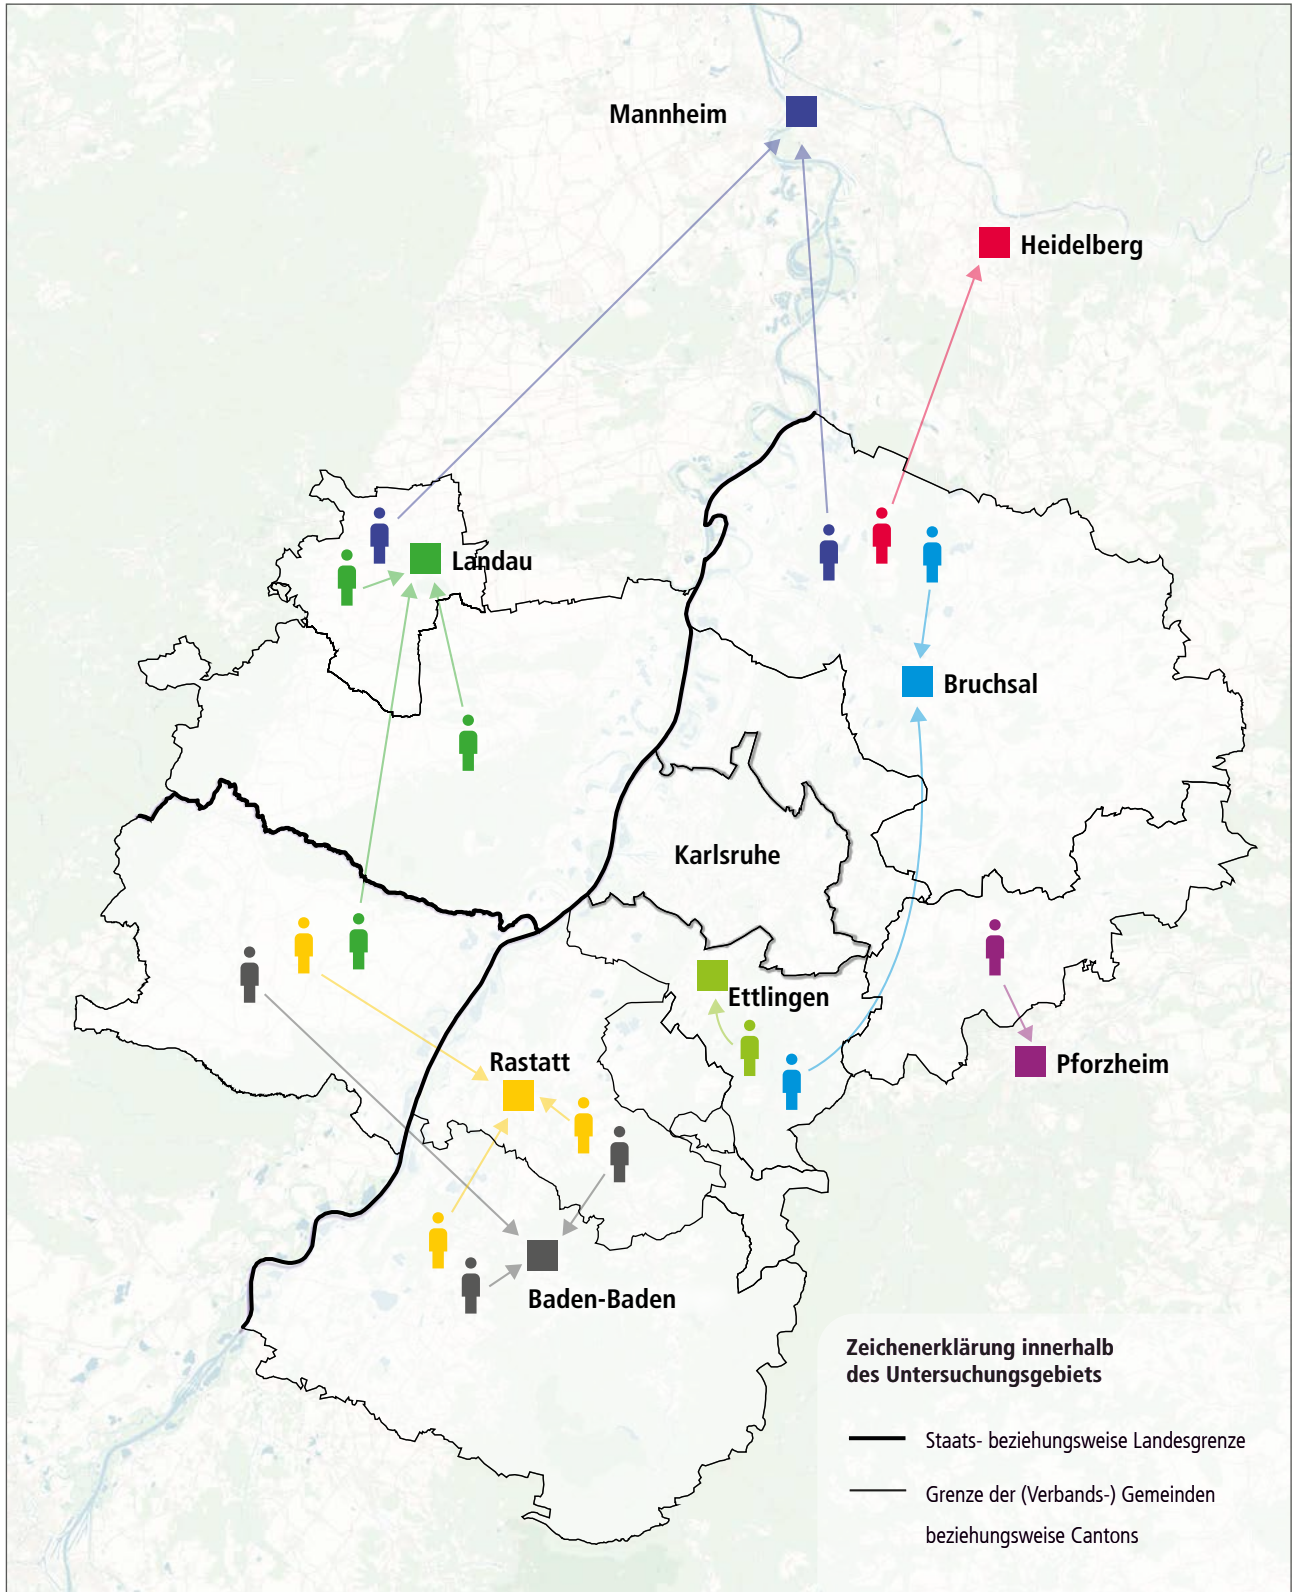 Mannheim
Heidelberg
Landau
Bruchsal
Karlsruhe
Ettlingen
Rastatt
Pforzheim
Baden-Baden
Zeichenerklärung innerhalb
des Untersuchungsgebiets
Staats- beziehungsweise Landesgrenze
Grenze der (Verbands-) Gemeinden
beziehungsweise Cantons